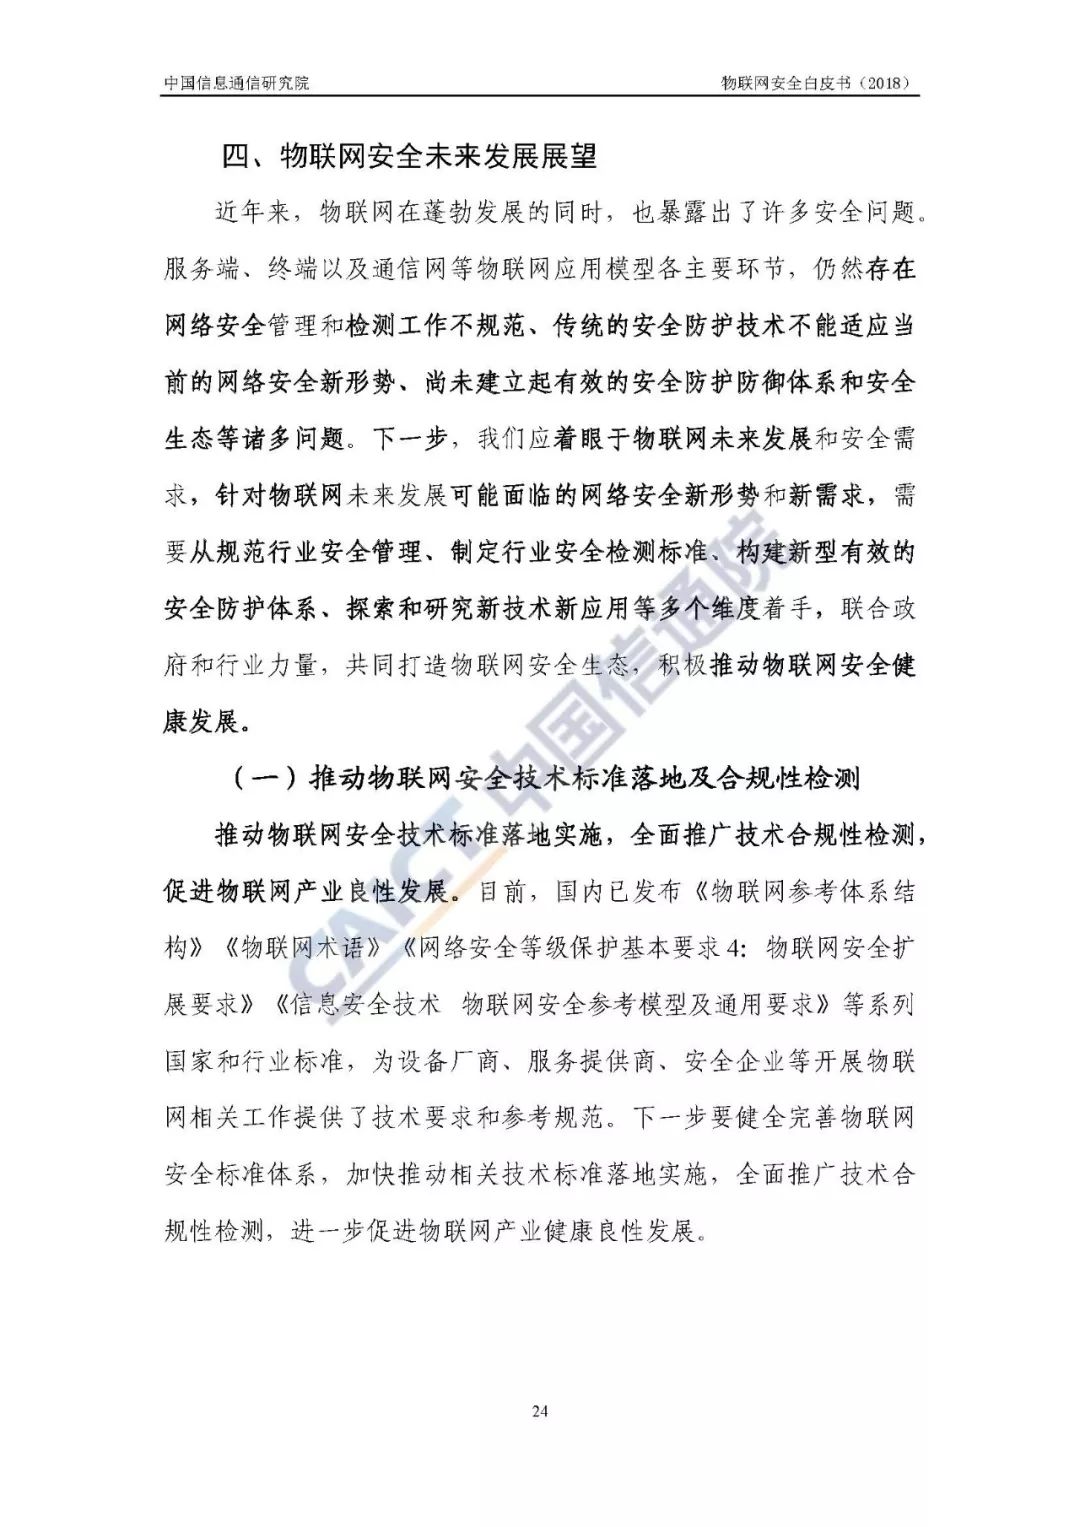 中国信息通信研究院 物联网安全白皮书（2018）
四、物联网安全未来发展展望
近年来，物联网在蓬勃发展的同时，也暴露出了许多安全问题。
服务端、终端以及通信网等物联网应用模型各主要环节，仍然存在
网络安全管理和检测工作不规范、传统的安全防护技术不能适应当
前的网络安全新形势、尚未建立起有效的安全防护防御体系和安全
生态等诸多问题。下一步，我们应着眼于物联网未来发展和安全需
求，针对物联网未来发展可能面临的网络安全新形势和新需求，需
要从规范行业安全管理、制定行业安全检测标准、构建新型有效的
安全防护体系、探索和研究新技术新应用等多个维度着手，联合政
府和行业力量，共同打造物联网安全生态，积极推动物联网安全健
康发展。
（一）推动物联网安全技术标准落地及合规性检测
推动物联网安全技术标准落地实施，全面推广技术合规性检测，
促进物联网产业良性发展。目前，国内已发布《物联网参考体系结
构》《物联网术语》《网络安全等级保护基本要求 4：物联网安全扩
展要求》《信息安全技术 物联网安全参考模型及通用要求》等系列
国家和行业标准，为设备厂商、服务提供商、安全企业等开展物联
网相关工作提供了技术要求和参考规范。下一步要健全完善物联网
安全标准体系，加快推动相关技术标准落地实施，全面推广技术合
规性检测，进一步促进物联网产业健康良性发展。
CAICT 中国信通院
24